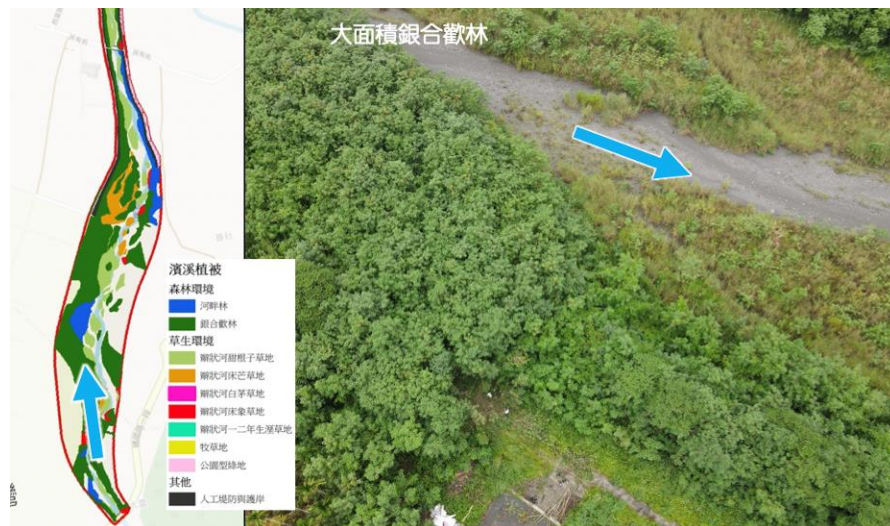 大面積銀合歡林
濱溪植被
森林環境
河畔林
銀合歡林
草生環境
辮狀河甜根子草地
辮狀河床芒草地
辮狀河白茅草地
辮狀河床象草地
辮狀河一二年生溼草地
牧草地
公園型綠地
其他
人工堤防與護岸